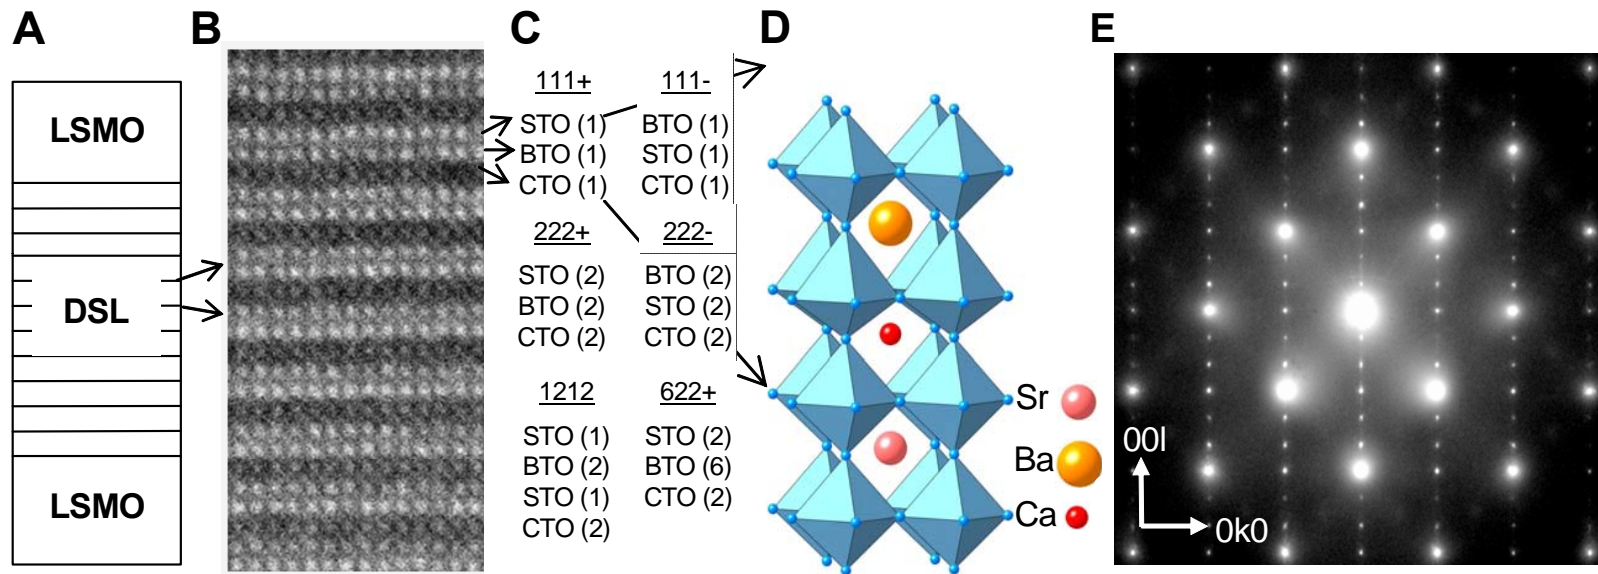 A
B
C
D
E
LSMO
DSL
LSMO
111+
STO (1)
BTO (1)
CTO (1)
111-
BTO (1)
STO (1)
CTO (1)
222+
STO (2)
BTO (2)
CTO (2)
222-
BTO (2)
STO (2)
CTO (2)
1212
STO (1)
BTO (2)
STO (1)
CTO (2)
622+
STO (2)
BTO (6)
CTO (2)
Sr
Ba
Ca
00l
0k0